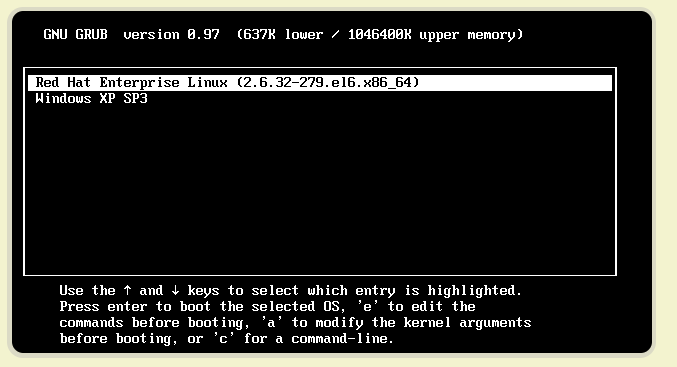 GNU GRUB  version 0.97  (637K lower / 1046400K upper memory)
Red Hat Enterprise Linux (2.6.32-279.el6.x86_64)
Windows XP SP3
Use the ↑ and ↓ keys to select which entry is highlighted.
Press enter to boot the selected OS, 'e' to edit the
commands before booting, 'a' to modify the kernel arguments
before booting, or 'c' for a command-line.